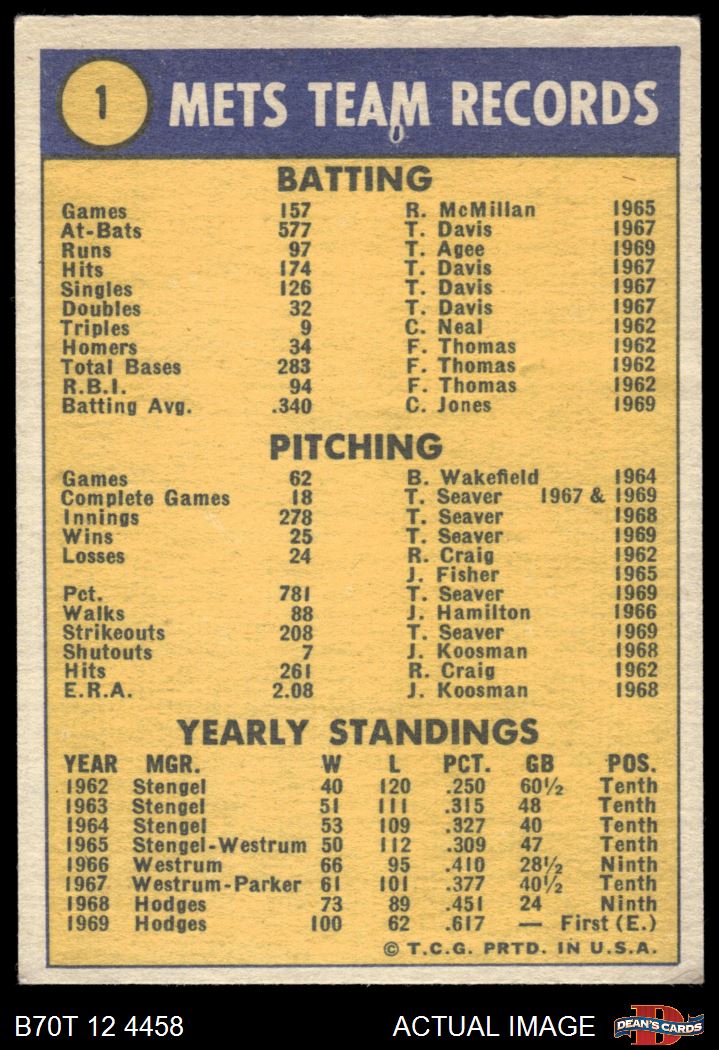 1 METS TEAM RECORDS
BATTING
Games 157 R. McMillan 1965
At-Bats 577 T. Davis 1967
Runs 97 T. Agee 1969
Hits 174 T. Davis 1967
Singles 126 T. Davis 1967
Doubles 32 T. Davis 1967
Triples 9 C. Neal 1962
Homers 34 F. Thomas 1962
Total Bases 283 F. Thomas 1962
R.B.I. 94 F. Thomas 1962
Batting Avg. .340 C. Jones 1969
PITCHING
Games 62 B. Wakefield 1964
Complete Games 18 T. Seaver 1967 & 1969
Innings 278 T. Seaver 1968
Wins 25 T. Seaver 1969
Losses 24 R. Craig 1962
J. Fisher 1965
Pct. 781 T. Seaver 1969
Walks 88 J. Hamilton 1966
Strikeouts 208 T. Seaver 1969
Shutouts 7 J. Koosman 1968
Hits 261 R. Craig 1962
E.R.A. 2.08 J. Koosman 1968
YEARLY STANDINGS
YEAR MGR. W L PCT. GB POS.
1962 Stengel 40 120 .250 60½ Tenth
1963 Stengel 51 111 .315 48 Tenth
1964 Stengel 53 109 .327 40 Tenth
1965 Stengel-Westrum 50 112 .309 47 Tenth
1966 Westrum 66 95 .410 28½ Ninth
1967 Westrum-Parker 61 101 .377 40½ Tenth
1968 Hodges 73 89 .451 24 Ninth
1969 Hodges 100 62 .617 — First (E.)
© T.C.G. PRTD. IN U.S.A.
B70T 12 4458 ACTUAL IMAGE D DEAN'S CARDS